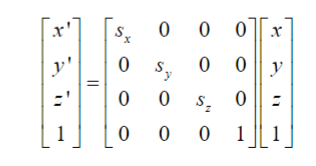 x' s_x 0 0 0 x
y' 0 s_y 0 0 y
= 
z' 0 0 s_z 0 z
1 0 0 0 1 1